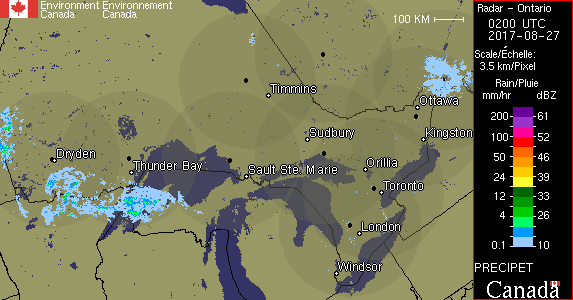 Environment Environnement
Canada Canada
100 KM
Radar - Ontario
0200 UTC
2017-08-27
Scale/Échelle:
3.5 km/Pixel
Rain/Pluie
mm/hr dBZ
200 61
100 52
50 46
24 39
12 33
4 26
0.1 10
PRECIPET
Canada
Timmins
Ottawa
Sudbury
Kingston
Dryden
Thunder Bay
Sault Ste. Marie
Orillia
Toronto
London
Windsor